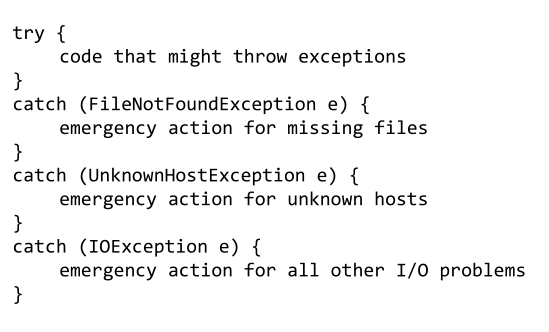 try {
    code that might throw exceptions
}
catch (FileNotFoundException e) {
    emergency action for missing files
}
catch (UnknownHostException e) {
    emergency action for unknown hosts
}
catch (IOException e) {
    emergency action for all other I/O problems
}